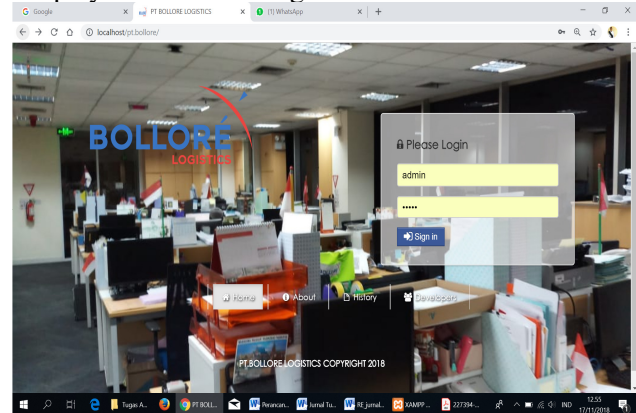 Google
PT BOLLORE LOGISTICS
(1) WhatsApp
localhost/pt.bollore/
BOLLORÉ
LOGISTICS
Please Login
admin
•••••
Sign in
Home
About
History
Developers
PT.BOLLORE LOGISTICS COPYRIGHT 2018
Tugas A...
PT BOLL...
Perancan...
Jurnal Tu...
RE jurnal...
XAMPP ...
227394-...
IND
12.55
17/11/2018